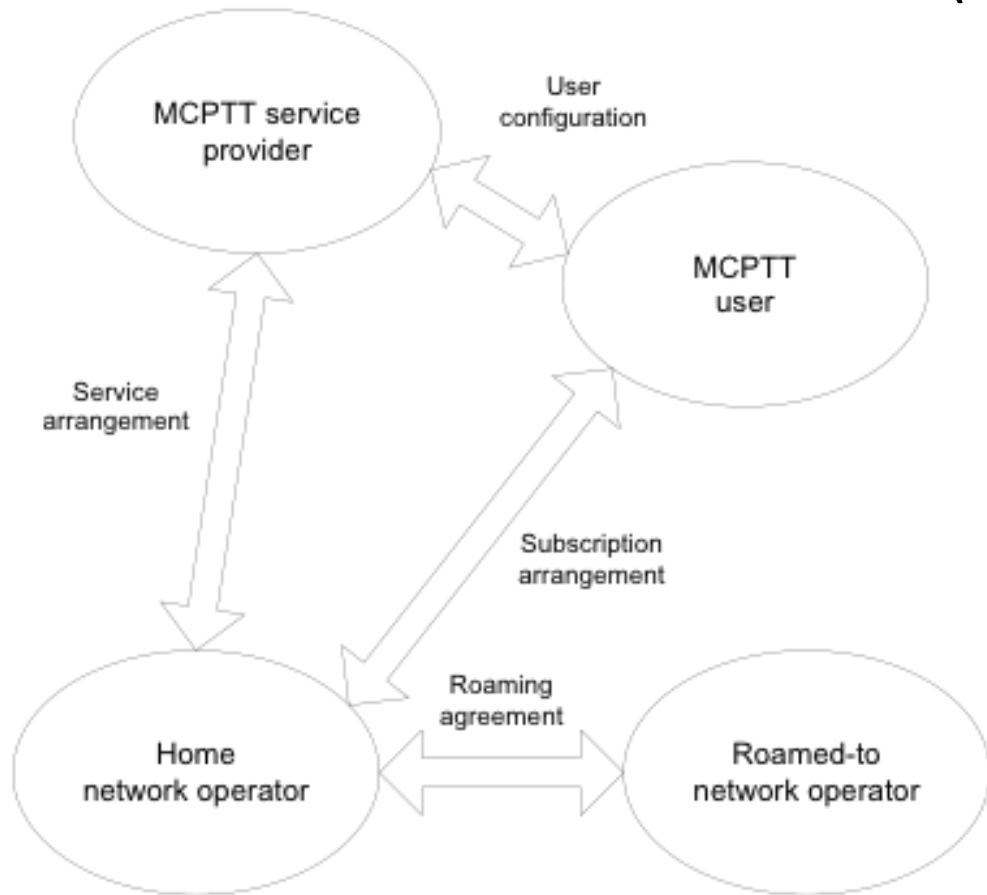 (
MCPTT service
provider
User
configuration
MCPTT
user
Service
arrangement
Subscription
arrangement
Roaming
agreement
Home
network operator
Roamed-to
network operator